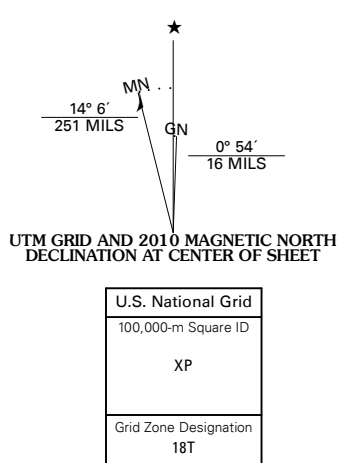 MN
GN
14° 6´
251 MILS
0° 54´
16 MILS
UTM GRID AND 2010 MAGNETIC NORTH
DECLINATION AT CENTER OF SHEET
U.S. National Grid
100,000-m Square ID
XP
Grid Zone Designation
18T